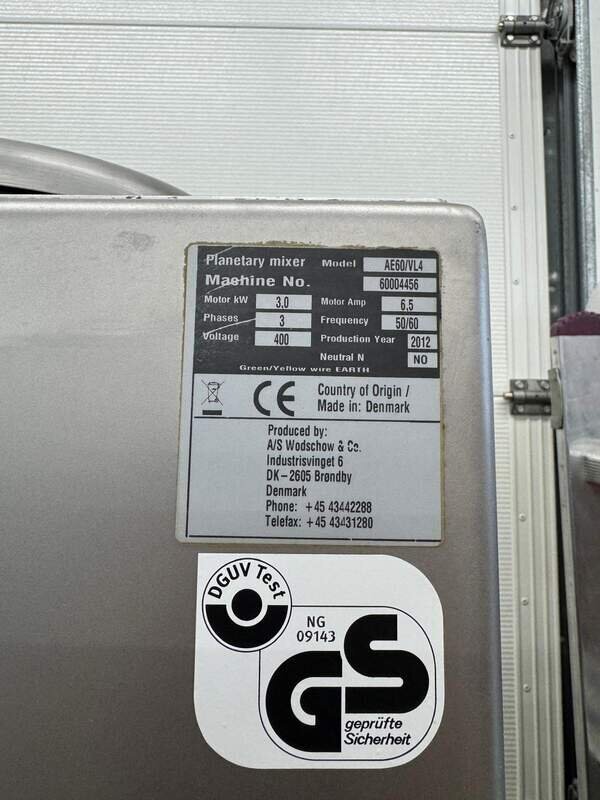 Planetary mixer Model AE60/VL4
Mashine No. 60004456
Motor kW 3,0 Motor Amp 6,5
Phases 3 Frequency 50/60
Voltage 400 Production Year 2012
Neutral N NO
Green/Yellow wire EARTH
CE Country of Origin /
Made in: Denmark
Produced by:
A/S Wodschow & Co.
Industrisvinget 6
DK-2605 Brøndby
Denmark
Phone: +45 43442288
Telefax: +45 43431280
DGUV Test
NG
09143
GS
geprüfte
Sicherheit